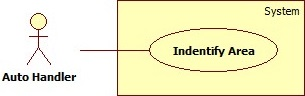 System
Indentify Area
Auto Handler